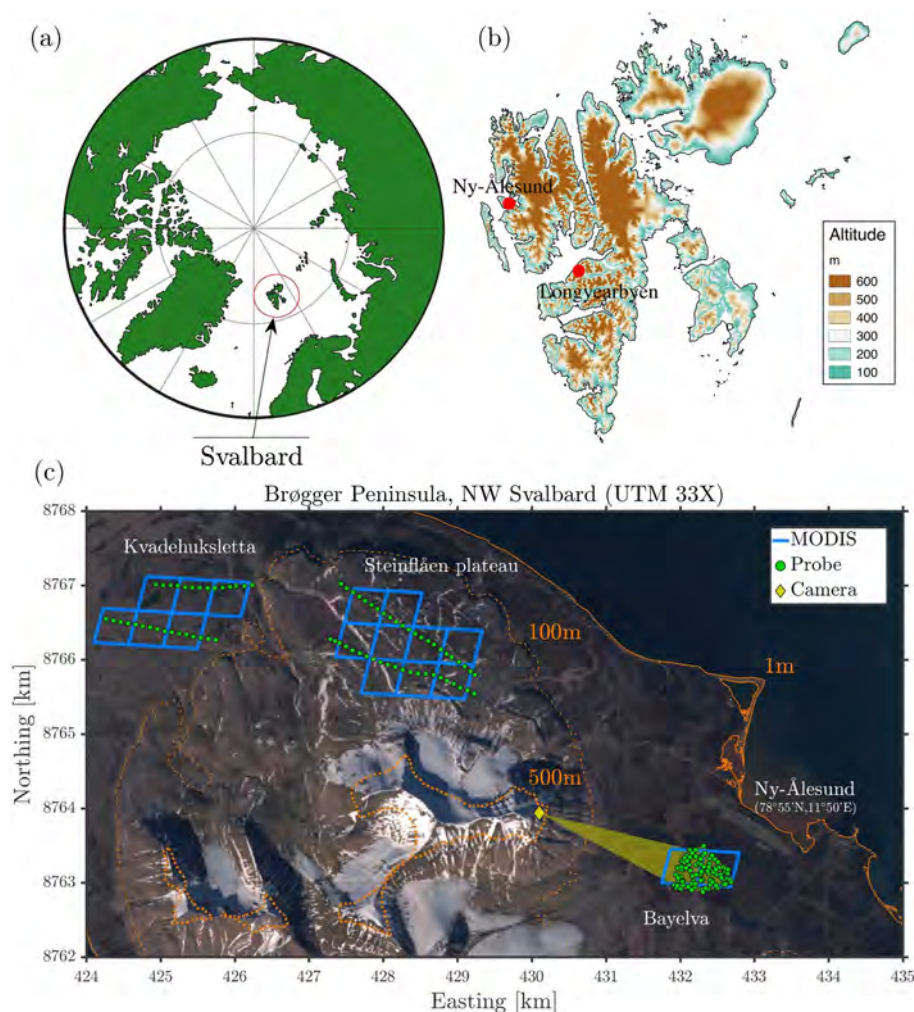 (a)
Svalbard
(b)
Ny-Ålesund
Longyearbyen
Altitude
m
600
500
400
300
200
100
(c)
Brøgger Peninsula, NW Svalbard (UTM 33X)
Northing [km]
8768
8767
8766
8765
8764
8763
8762
Kvadehuksletta
Steinflåen plateau
MODIS
Probe
Camera
100m
1m
500m
Ny-Ålesund
(78°55'N,11°50'E)
Bayelva
424
425
426
427
428
429
430
431
432
433
434
435
Easting [km]